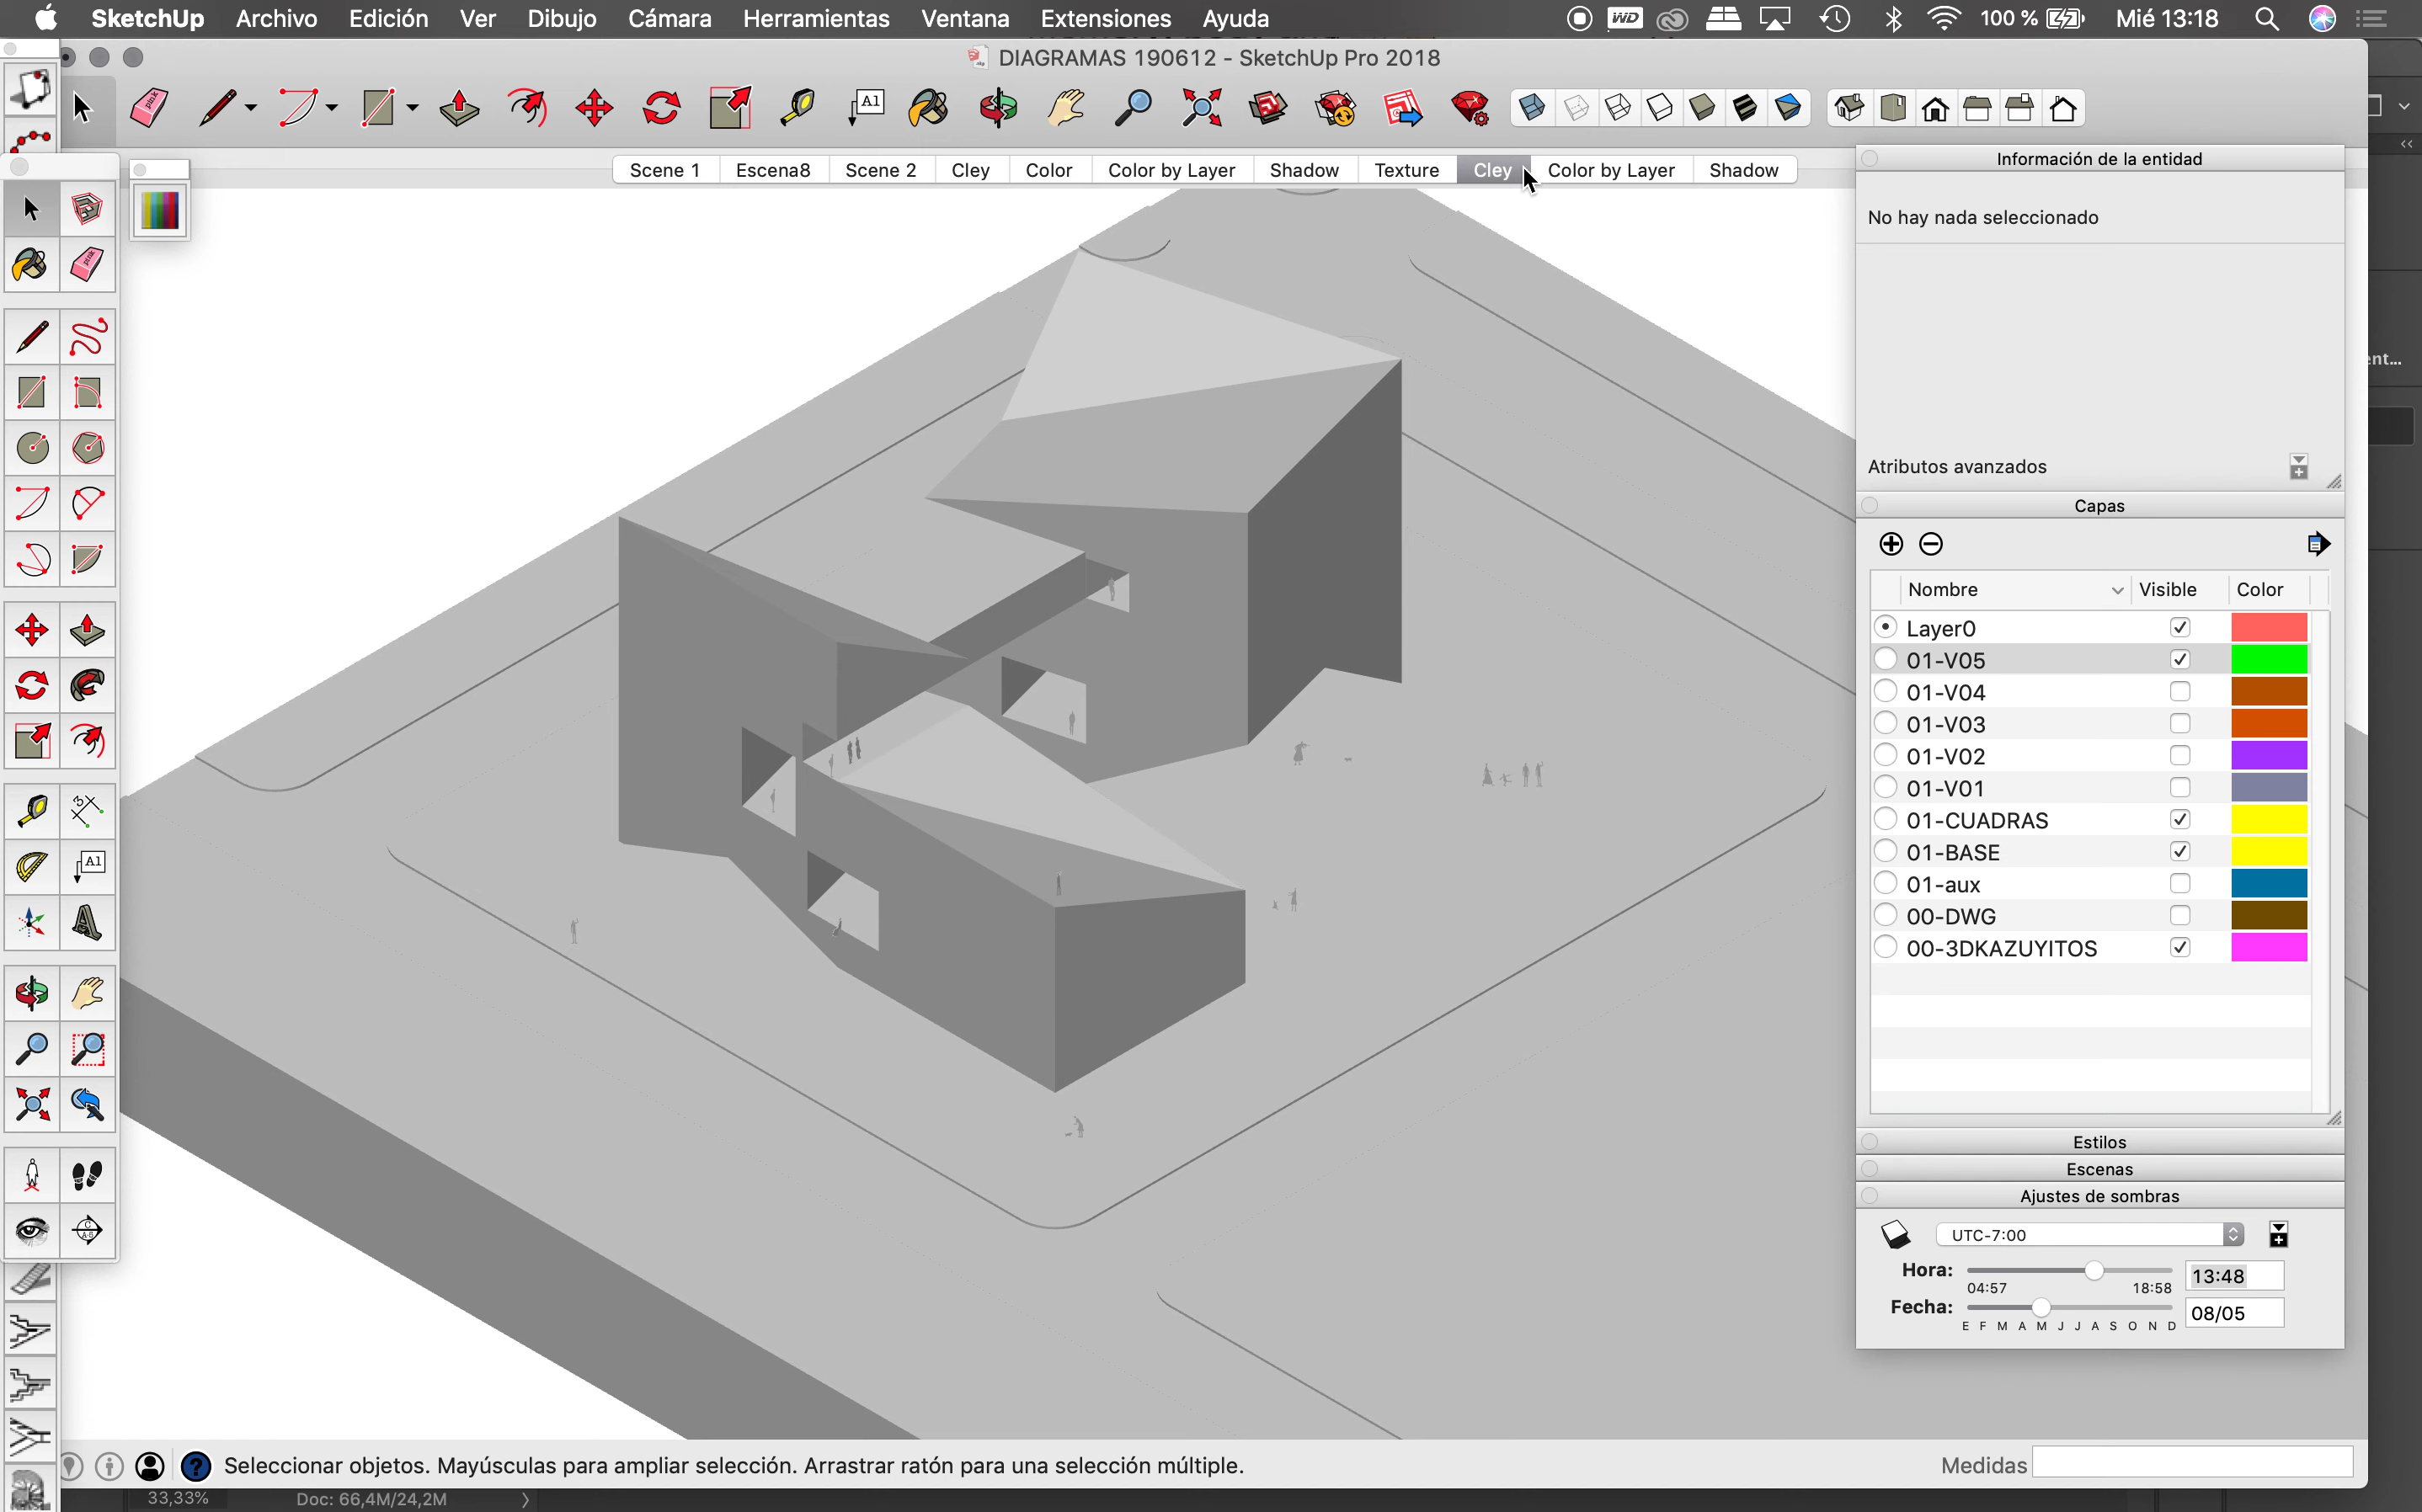 SketchUp Archivo Edición Ver Dibujo Cámara Herramientas Ventana Extensiones Ayuda WD 100 % Mié 13:18
DIAGRAMAS 190612 - SketchUp Pro 2018
A1
Scene 1 Escena8 Scene 2 Cley Color Color by Layer Shadow Texture Cley Color by Layer Shadow
Información de la entidad
No hay nada seleccionado
ent...
Atributos avanzados
Capas
Nombre Visible Color
Layer0
01-V05
01-V04
01-V03
01-V02
01-V01
01-CUADRAS
01-BASE
01-aux
00-DWG
00-3DKAZUYITOS
3
A1
Estilos
Escenas
Ajustes de sombras
UTC-7:00
Hora: 13:48
04:57 18:58
Fecha: 08/05
E F M A M J J A S O N D
Seleccionar objetos. Mayúsculas para ampliar selección. Arrastrar ratón para una selección múltiple.
Medidas
33,33% Doc: 66,4M/24,2M